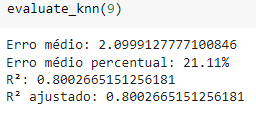 evaluate_knn(9)
Erro médio: 2.0999127777100846
Erro médio percentual: 21.11%
R²: 0.8002665151256181
R² ajustado: 0.8002665151256181